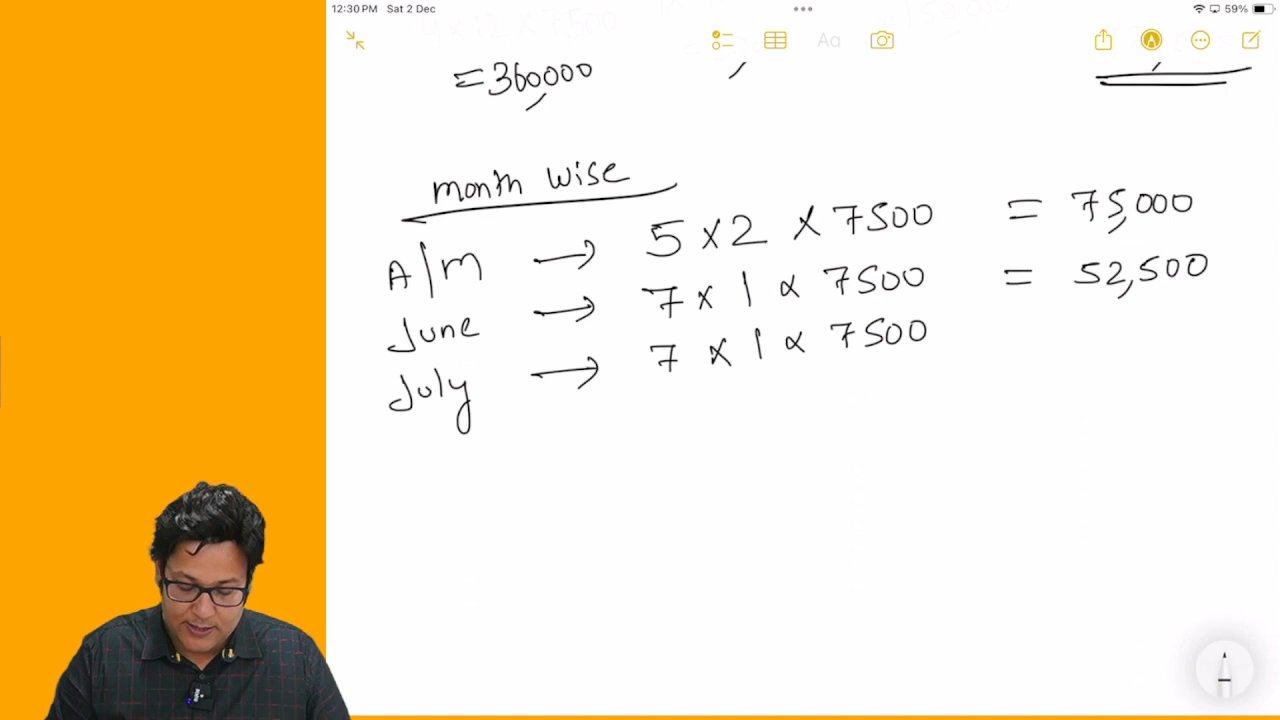 12:30 PM Sat 2 Dec
59%
Aa
= 360000
month wise
A/m → 5 × 2 × 7500 = 75,000
June → 7 × 1 × 7500 = 52,500
July → 7 × 1 × 7500